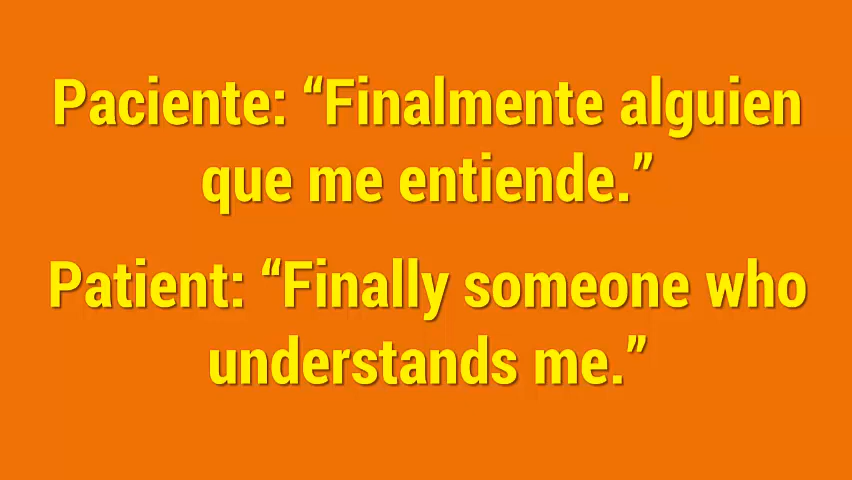 Paciente: “Finalmente alguien
que me entiende.”
Patient: “Finally someone who
understands me.”